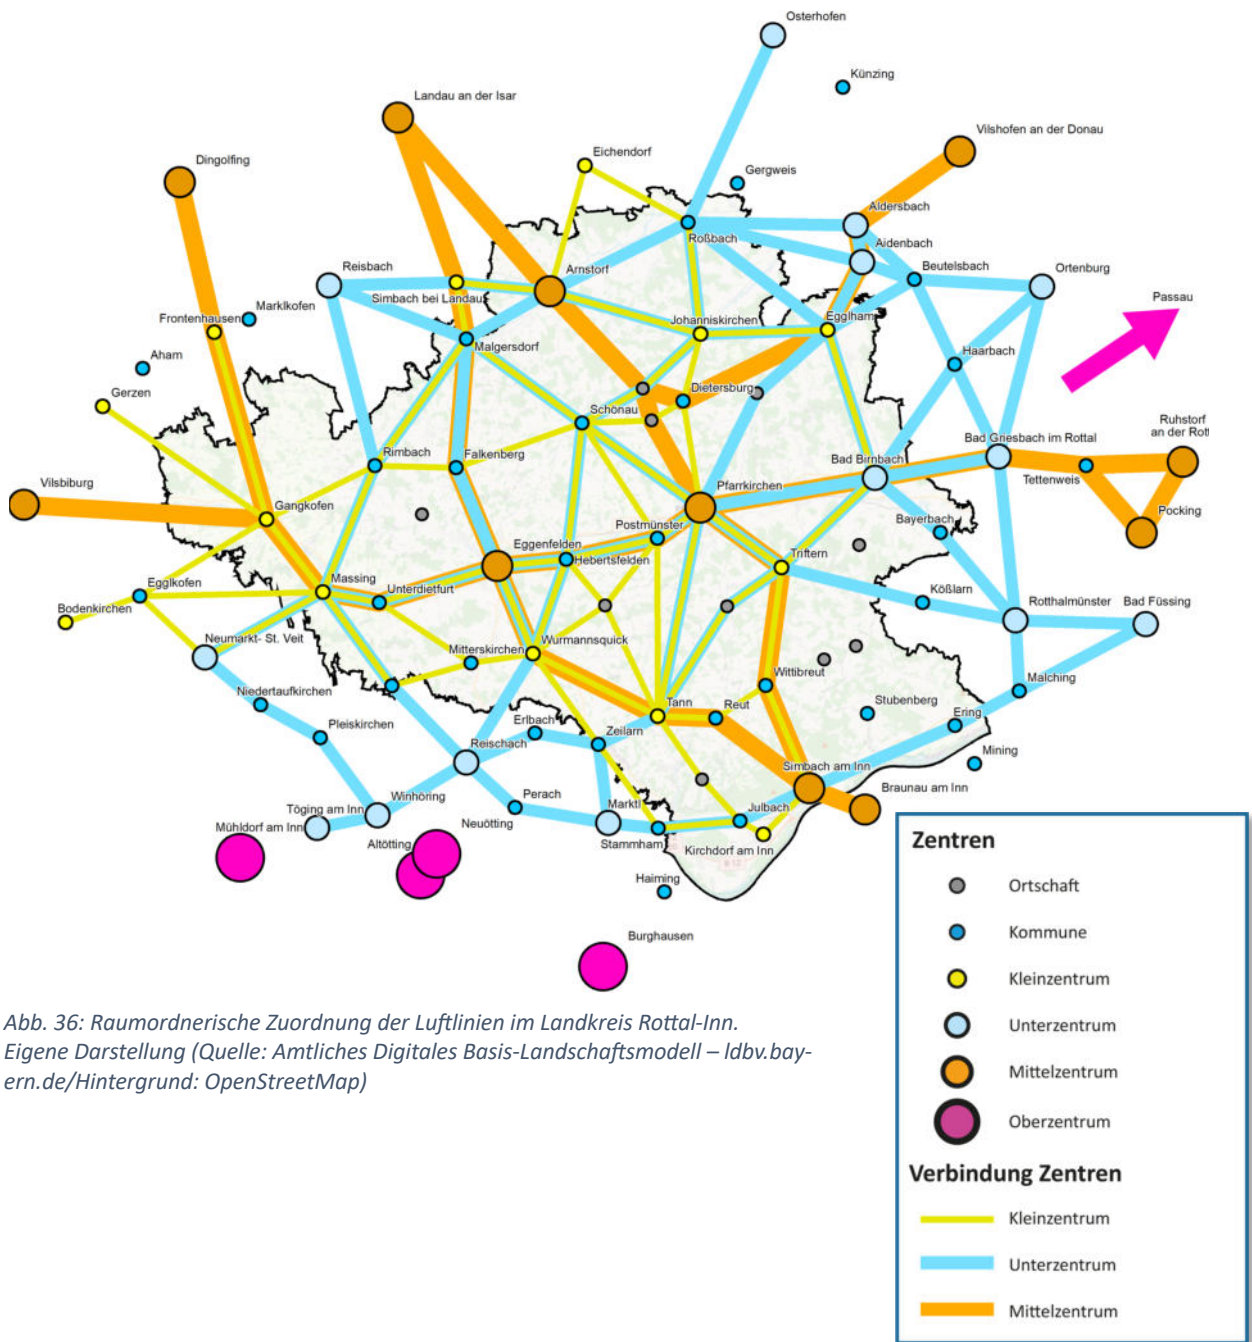 Osterhofen
Künzing
Landau an der Isar
Vilshofen an der Donau
Eichendorf
Dingolfing
Gergweis
Aldersbach
Roßbach
Aidenbach
Arnstorf
Reisbach
Beutelsbach
Ortenburg
Simbach bei Landau
Passau
Marklkofen
Frontenhausen
Johanniskirchen
Egglham
Malgersdorf
Haarbach
Aham
Dietersburg
Gerzen
Schönau
Ruhstorf
an der Rott
Bad Griesbach im Rottal
Rimbach
Falkenberg
Bad Birnbach
Tettenweis
Vilsbiburg
Pfarrkirchen
Gangkofen
Pocking
Bayerbach
Postmünster
Eggenfelden
Hebertsfelden
Triftern
Egglkofen
Massing
Unterdietfurt
Kößlarn
Bodenkirchen
Rotthalmünster
Bad Füssing
Neumarkt- St. Veit
Wurmannsquick
Mitterskirchen
Wittibreut
Malching
Niedertaufkirchen
Stubenberg
Tann
Reut
Ering
Pleiskirchen
Erlbach
Zeilarn
Reischach
Mining
Simbach am Inn
Braunau am Inn
Winhöring
Perach
Marktl
Töging am Inn
Julbach
Mühldorf am Inn
Neuötting
Altötting
Stammham
Kirchdorf am Inn
Haiming
Burghausen
B 12
Zentren
Ortschaft
Kommune
Kleinzentrum
Unterzentrum
Mittelzentrum
Oberzentrum
Verbindung Zentren
Kleinzentrum
Unterzentrum
Mittelzentrum
Abb. 36: Raumordnerische Zuordnung der Luftlinien im Landkreis Rottal-Inn.
Eigene Darstellung (Quelle: Amtliches Digitales Basis-Landschaftsmodell – ldbv.bay-
ern.de/Hintergrund: OpenStreetMap)